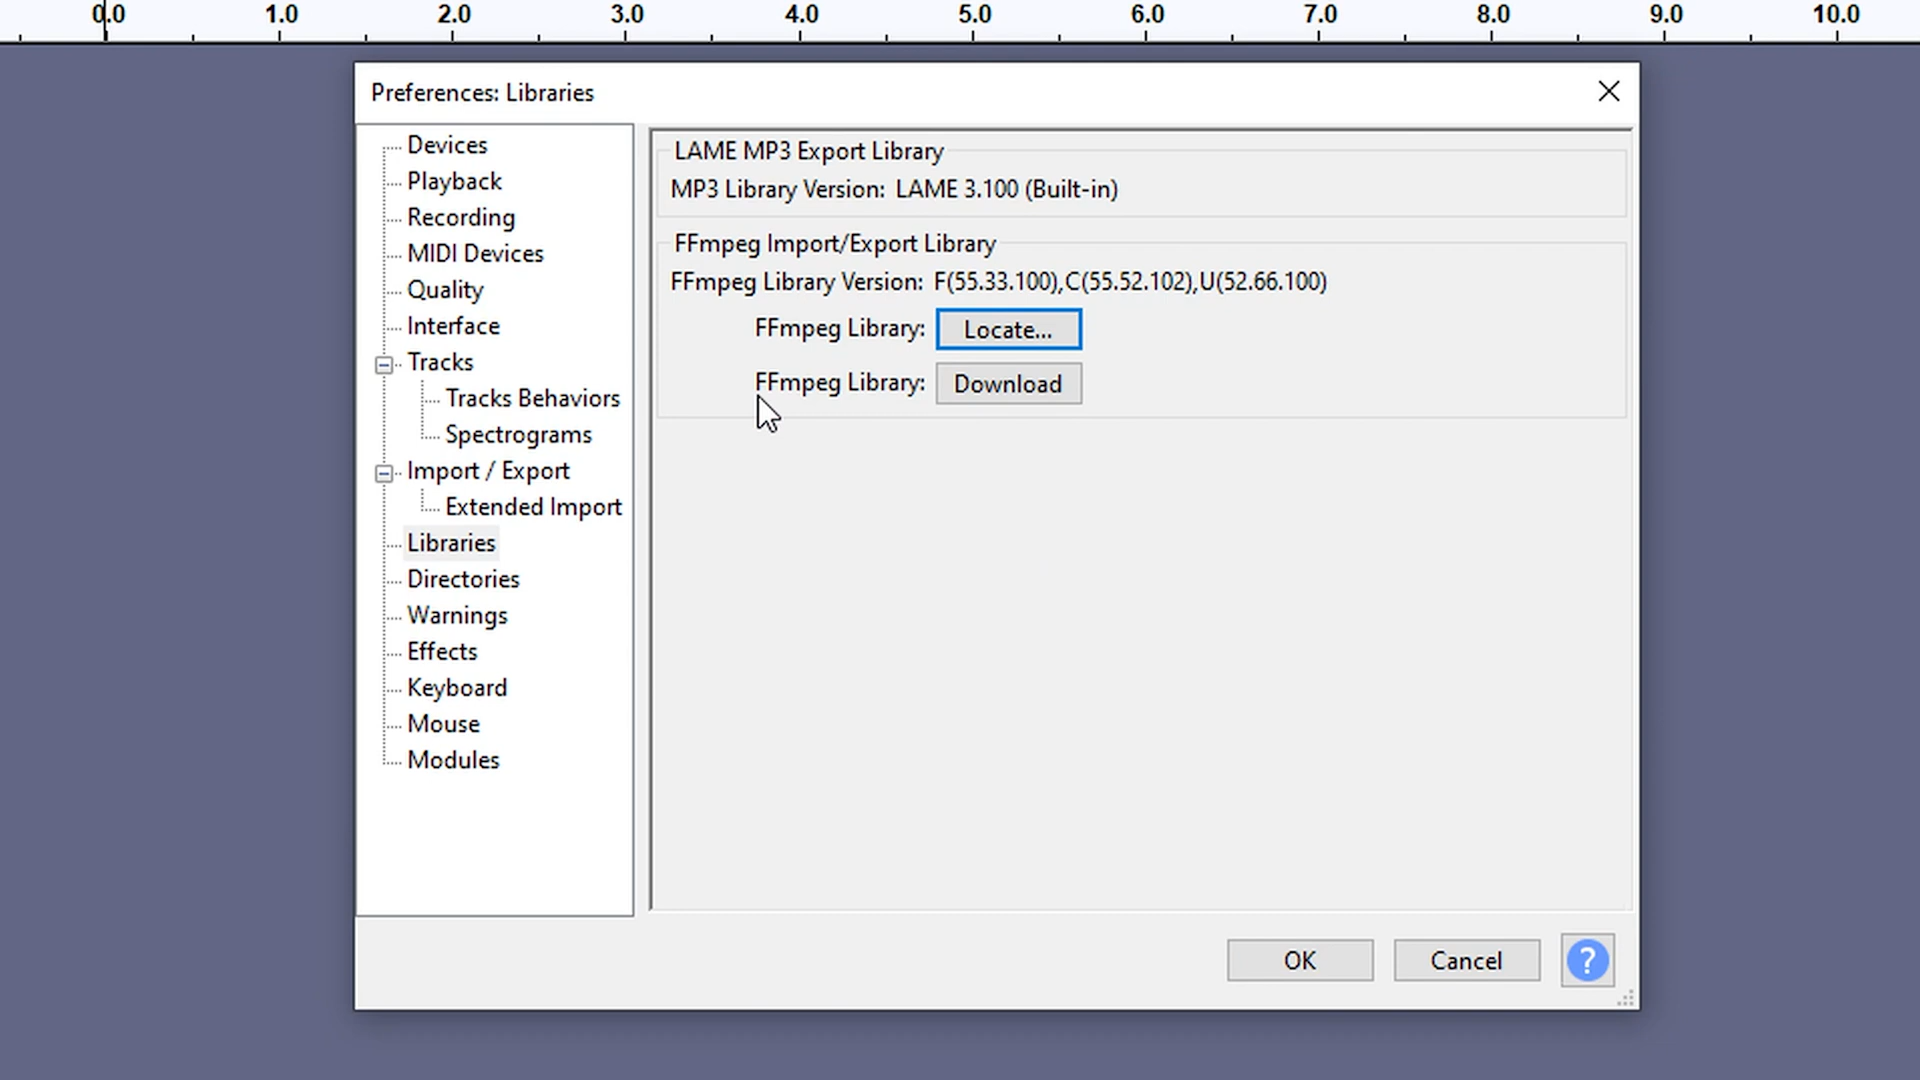 0.0 1.0 2.0 3.0 4.0 5.0 6.0 7.0 8.0 9.0 10.0
Preferences: Libraries
Devices
Playback
Recording
MIDI Devices
Quality
Interface
Tracks
Tracks Behaviors
Spectrograms
Import / Export
Extended Import
Libraries
Directories
Warnings
Effects
Keyboard
Mouse
Modules
LAME MP3 Export Library
MP3 Library Version: LAME 3.100 (Built-in)
FFmpeg Import/Export Library
FFmpeg Library Version: F(55.33.100),C(55.52.102),U(52.66.100)
FFmpeg Library: Locate...
FFmpeg Library: Download
OK Cancel ?